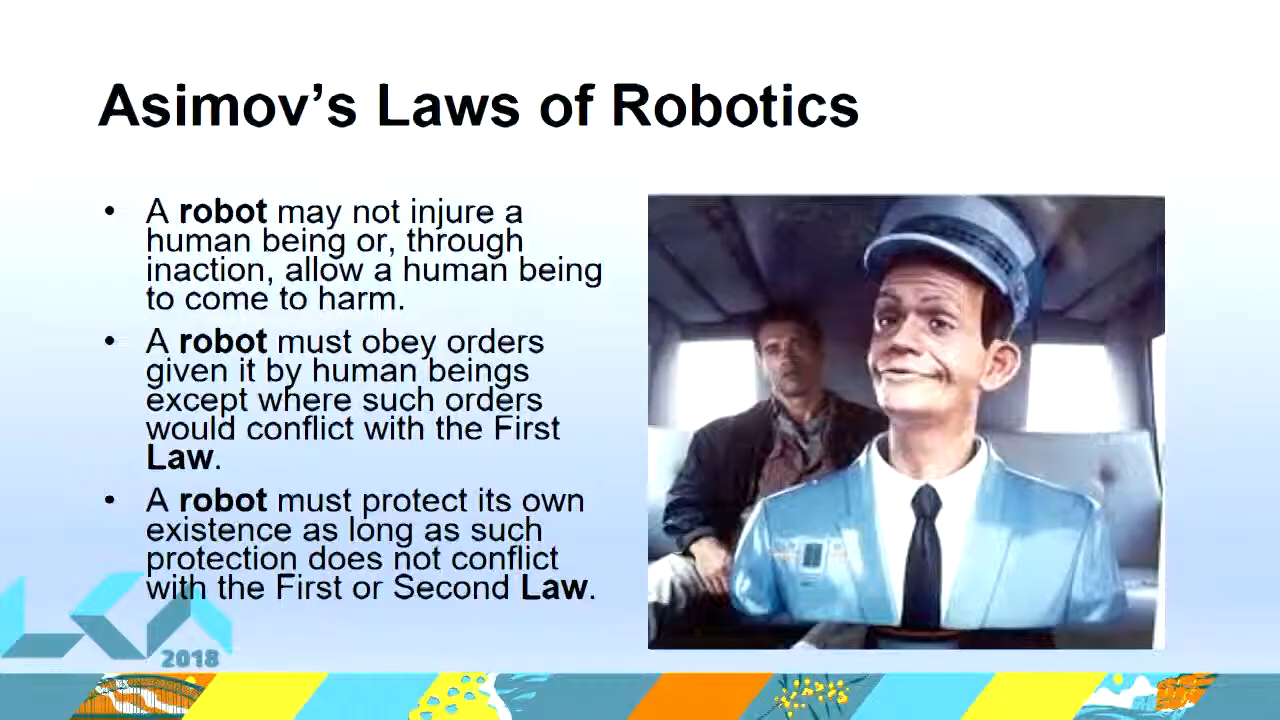 Asimov’s Laws of Robotics
• A robot may not injure a
human being or, through
inaction, allow a human being
to come to harm.
• A robot must obey orders
given it by human beings
except where such orders
would conflict with the First
Law.
• A robot must protect its own
existence as long as such
protection does not conflict
with the First or Second Law.
LCA
2018